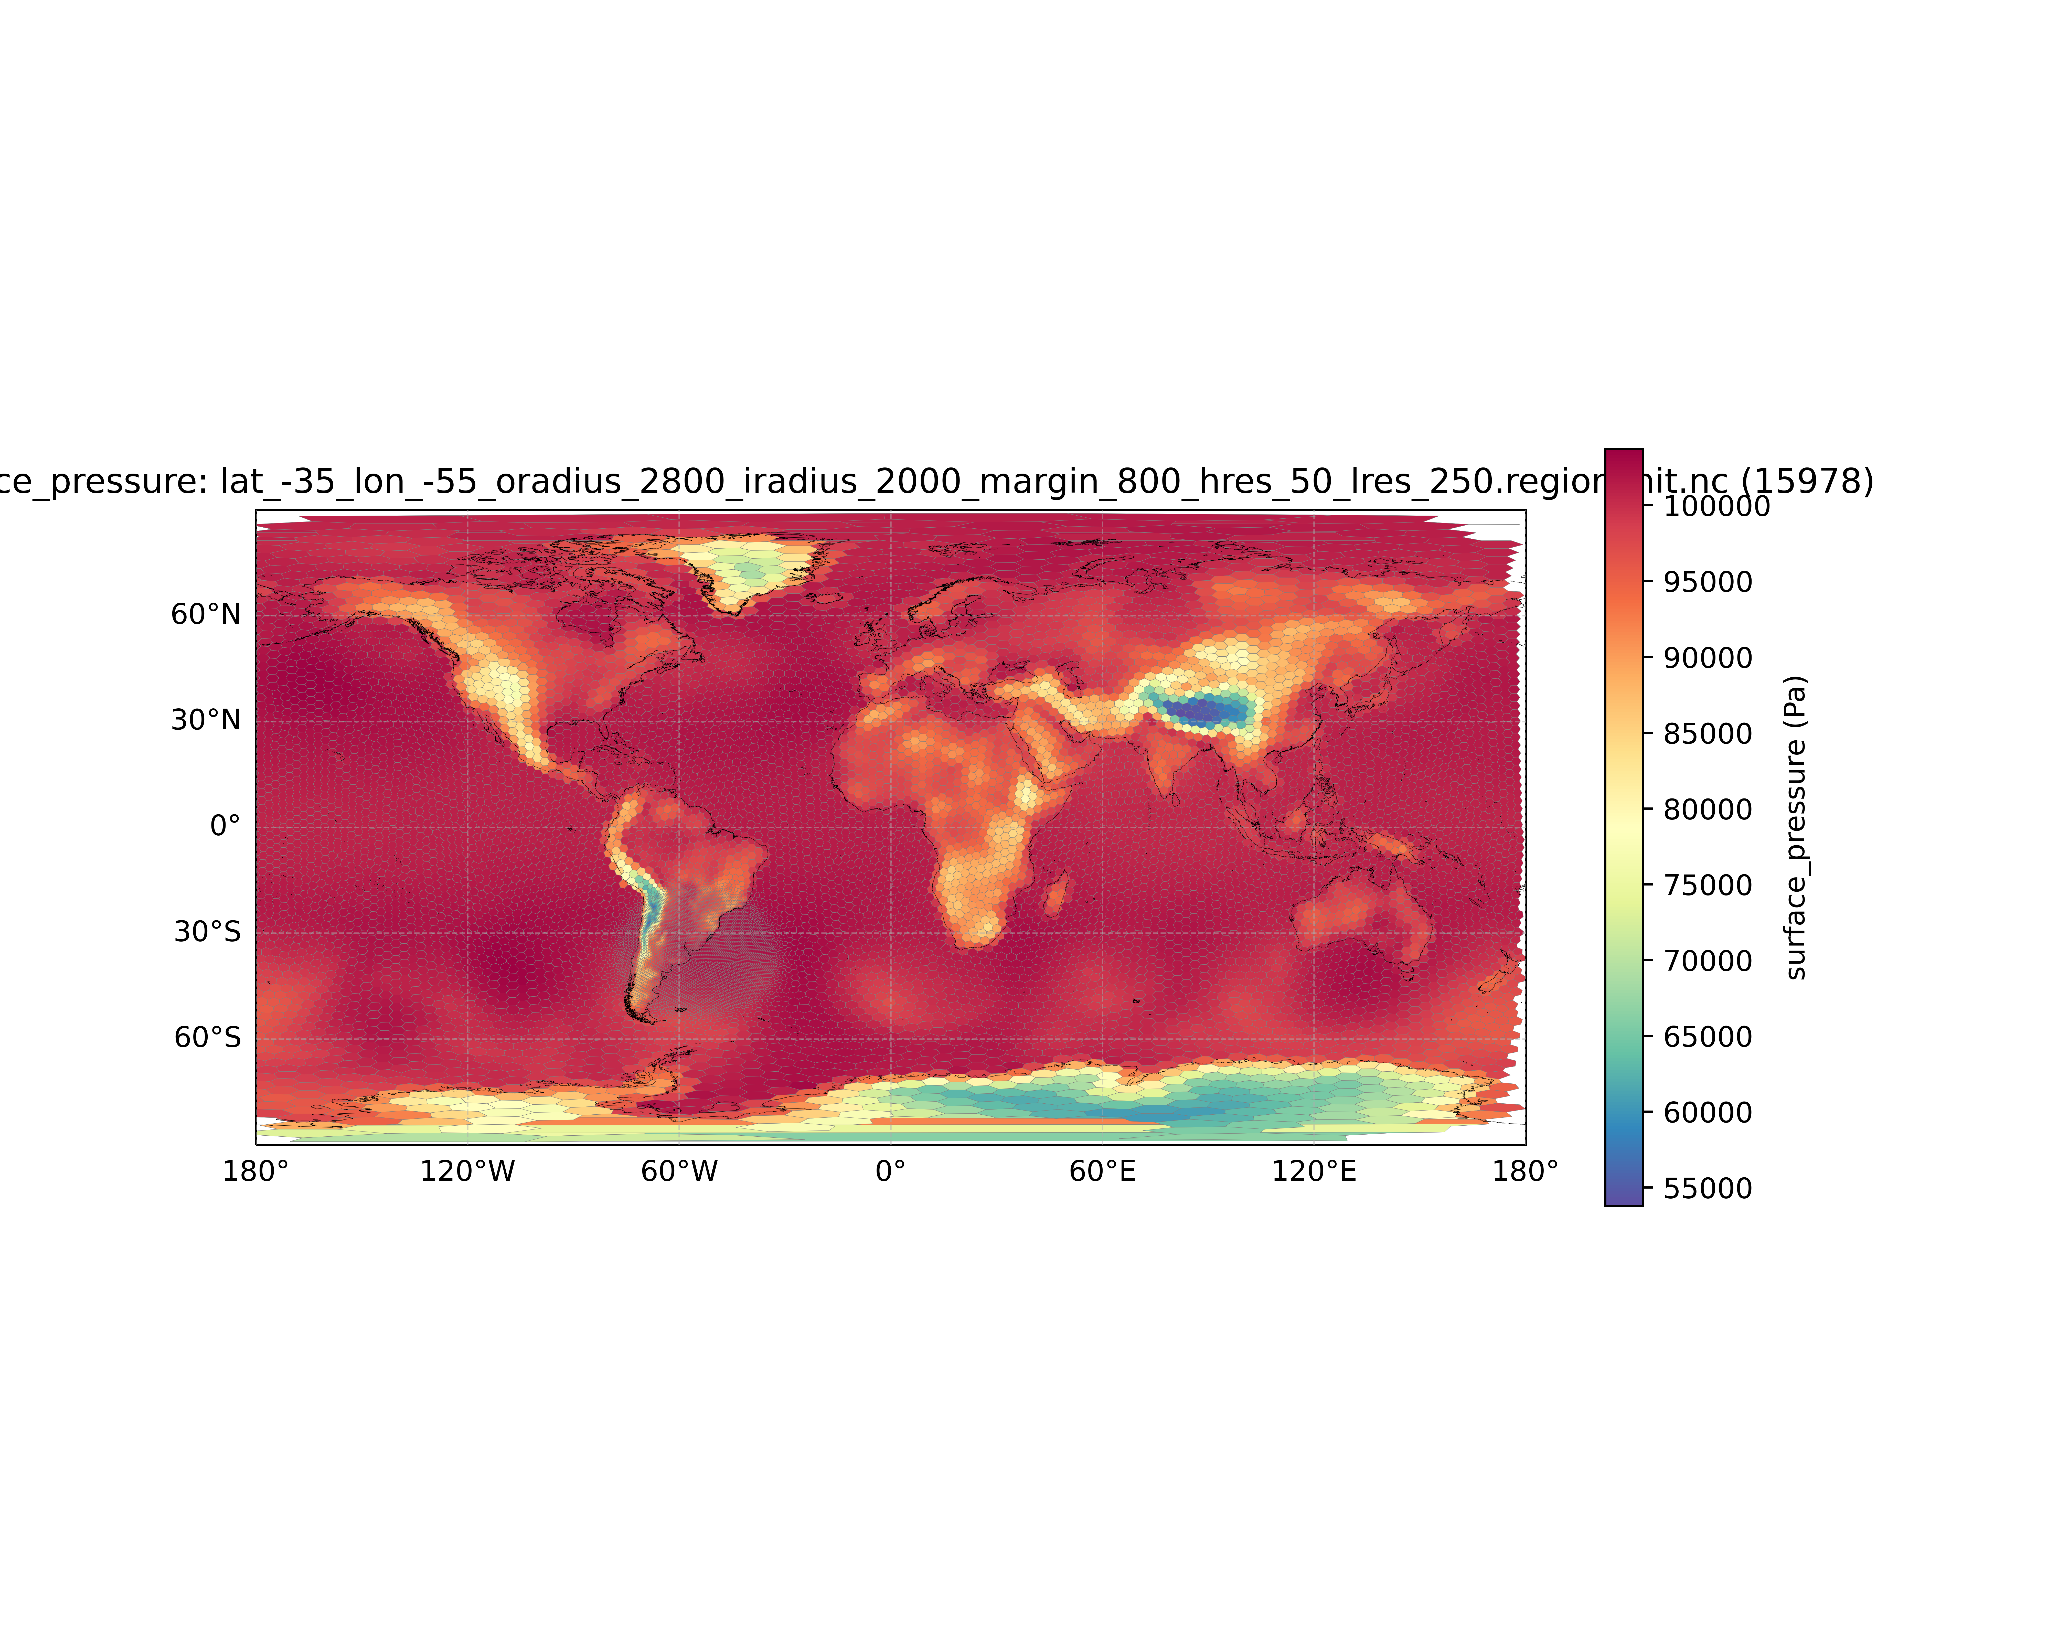 ce_pressure: lat_-35_lon_-55_oradius_2800_iradius_2000_margin_800_hres_50_lres_250.region nit.nc (15978)
100000
95000
90000
85000
80000
75000
70000
65000
60000
55000
surface_pressure (Pa)
60°N
30°N
0°
30°S
60°S
180° 120°W 60°W 0° 60°E 120°E 180°